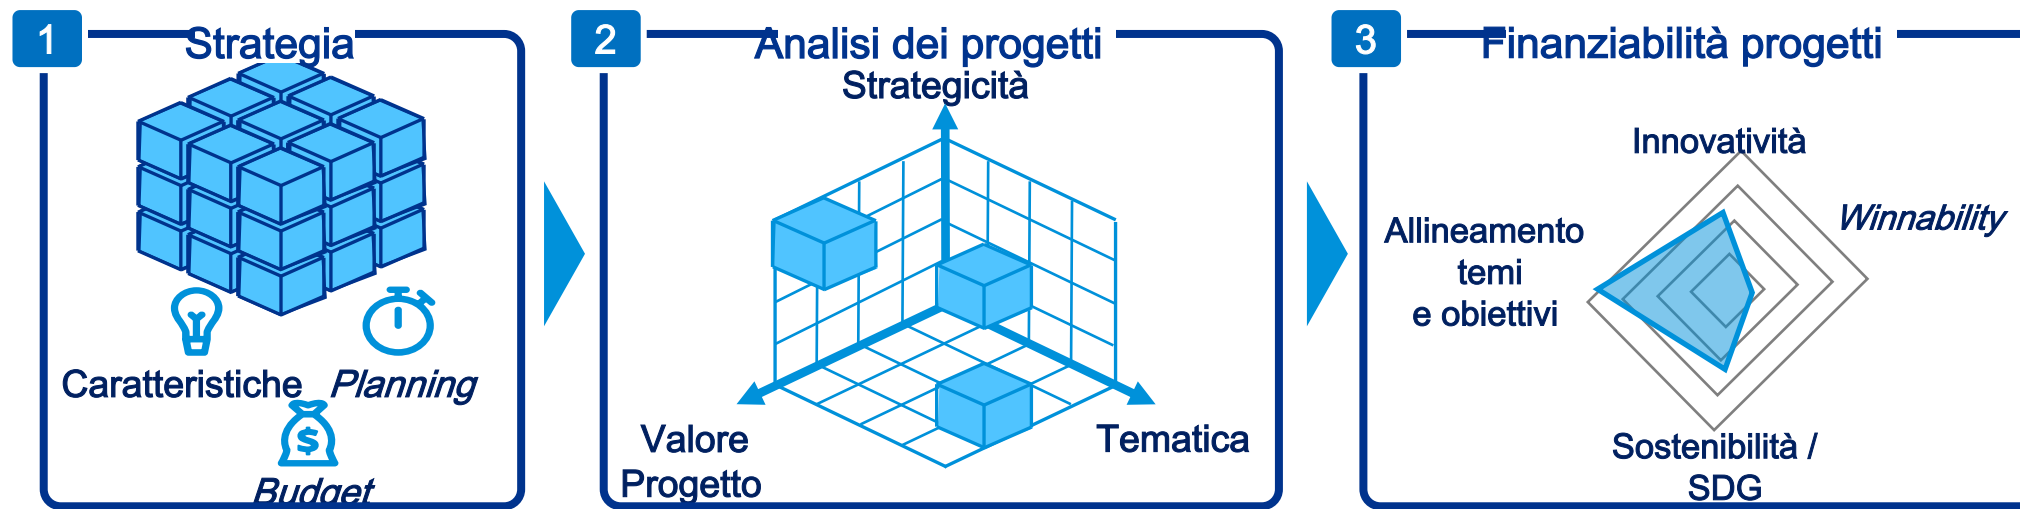 1
Strategia
Caratteristiche
Planning
$
Budget
2
Analisi dei progetti
Strategicità
Valore
Progetto
Tematica
3
Finanziabilità progetti
Innovatività
Winnability
Allineamento
temi
e obiettivi
Sostenibilità /
SDG